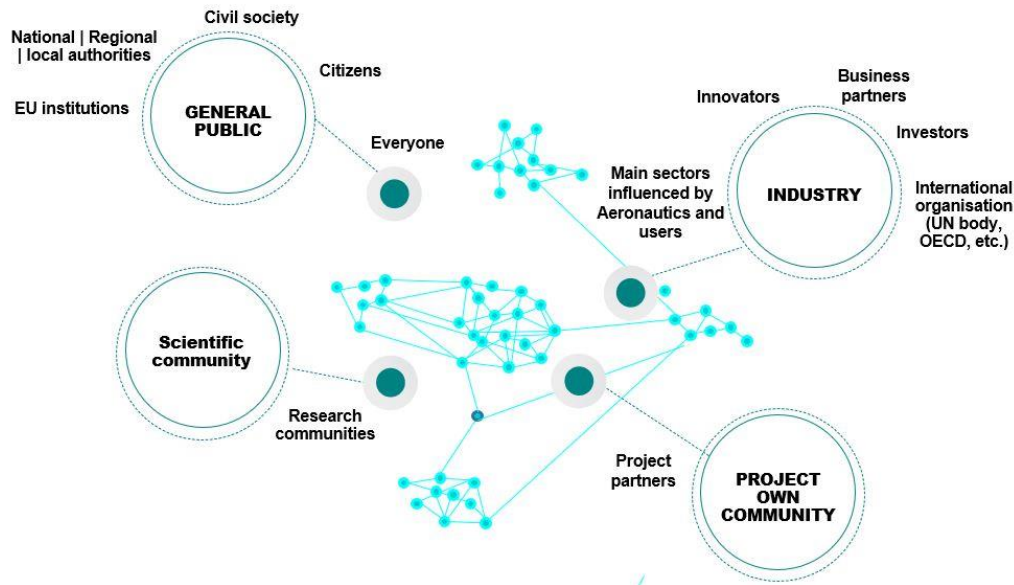 Civil society
National | Regional
| local authorities
Citizens
EU institutions
GENERAL
PUBLIC
Everyone
Business
partners
Innovators
Investors
Main sectors
influenced by
Aeronautics and
users
INDUSTRY
International
organisation
(UN body,
OECD, etc.)
Scientific
community
Research
communities
Project
partners
PROJECT
OWN
COMMUNITY